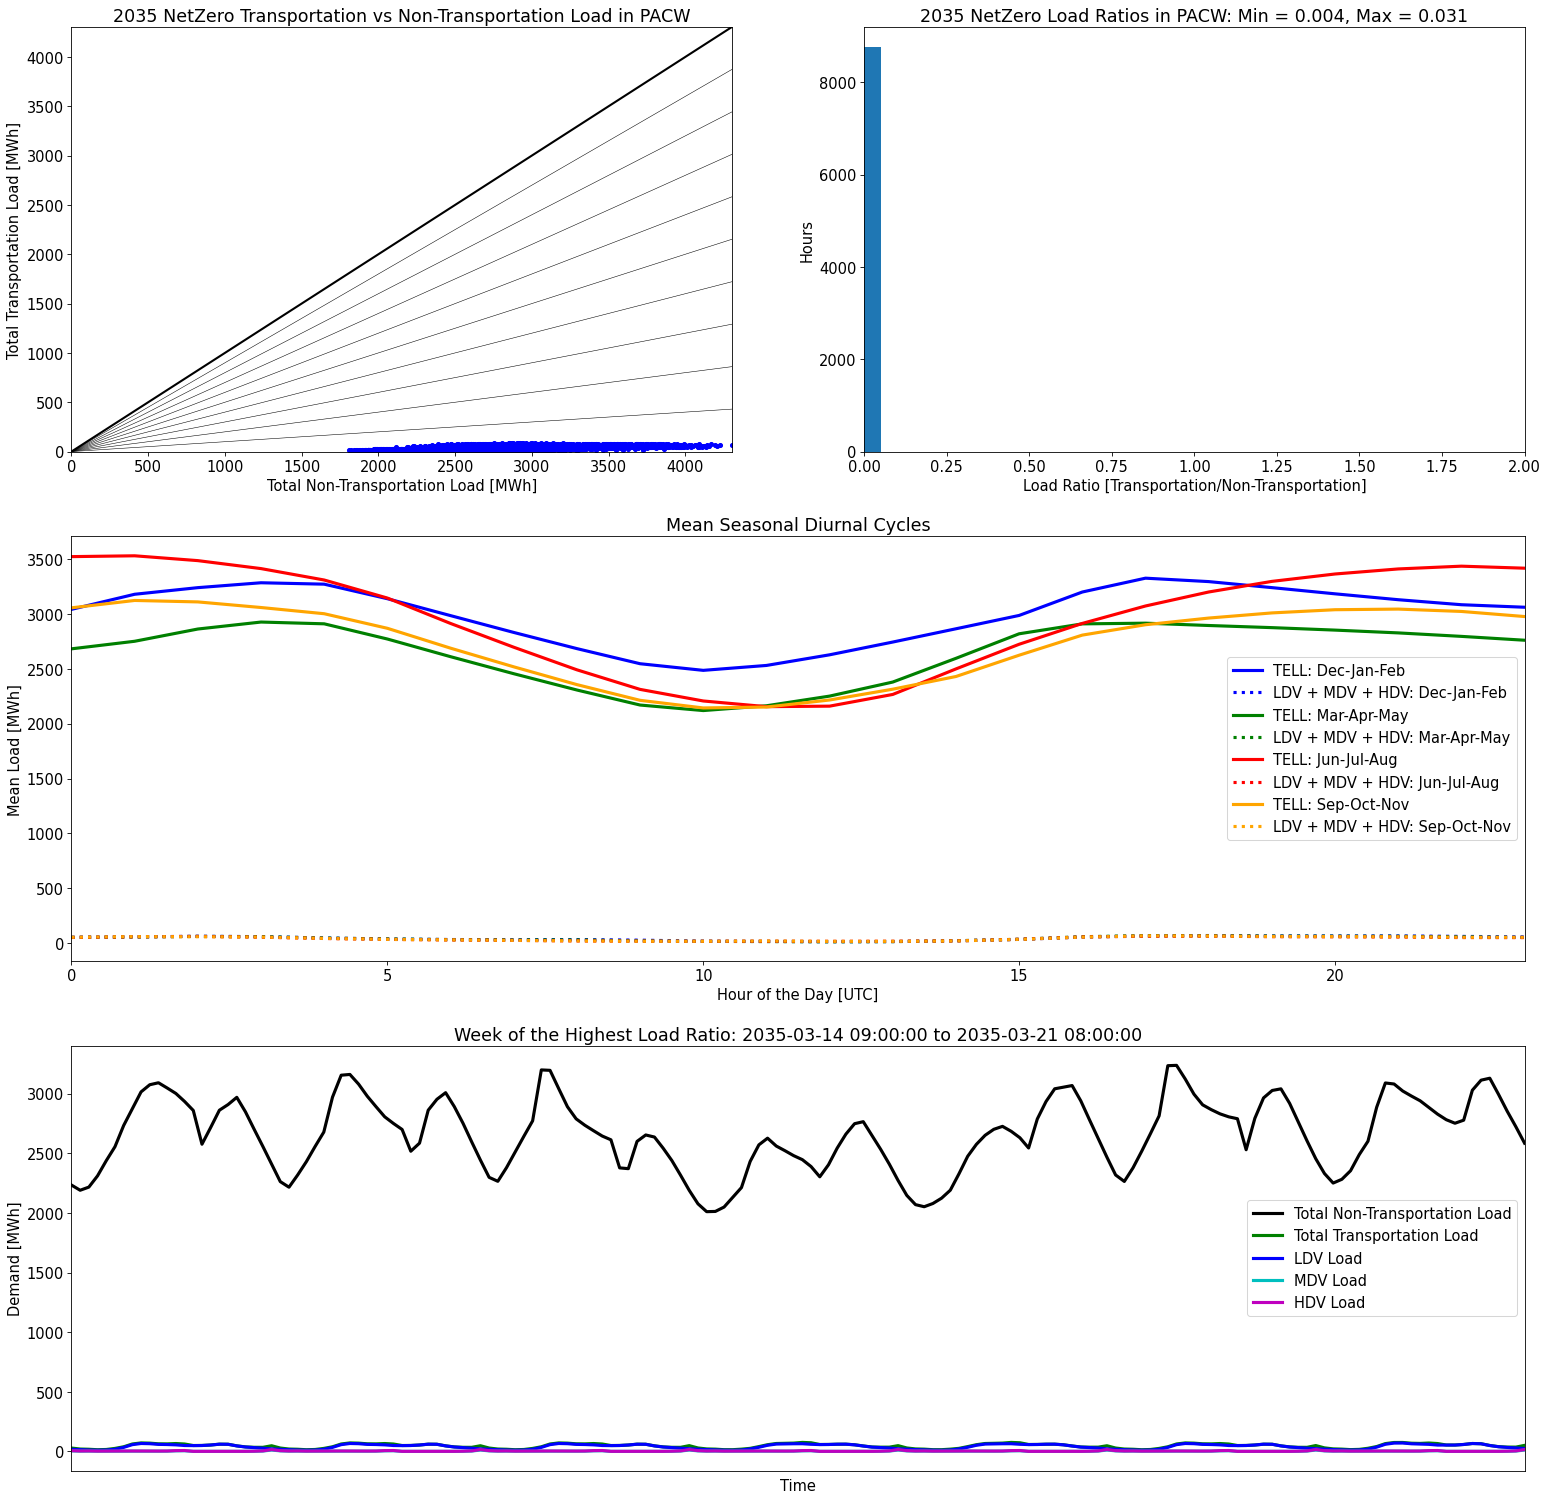 2035 NetZero Transportation vs Non-Transportation Load in PACW
Total Transportation Load [MWh]
4000
3500
3000
2500
2000
1500
1000
500
0
0 500 1000 1500 2000 2500 3000 3500 4000
Total Non-Transportation Load [MWh]
2035 NetZero Load Ratios in PACW: Min = 0.004, Max = 0.031
Hours
8000
6000
4000
2000
0
0.00 0.25 0.50 0.75 1.00 1.25 1.50 1.75 2.00
Load Ratio [Transportation/Non-Transportation]
Mean Seasonal Diurnal Cycles
Mean Load [MWh]
3500
3000
2500
2000
1500
1000
500
0
TELL: Dec-Jan-Feb
LDV + MDV + HDV: Dec-Jan-Feb
TELL: Mar-Apr-May
LDV + MDV + HDV: Mar-Apr-May
TELL: Jun-Jul-Aug
LDV + MDV + HDV: Jun-Jul-Aug
TELL: Sep-Oct-Nov
LDV + MDV + HDV: Sep-Oct-Nov
0 5 10 15 20
Hour of the Day [UTC]
Week of the Highest Load Ratio: 2035-03-14 09:00:00 to 2035-03-21 08:00:00
Demand [MWh]
3000
2500
2000
1500
1000
500
0
Total Non-Transportation Load
Total Transportation Load
LDV Load
MDV Load
HDV Load
Time